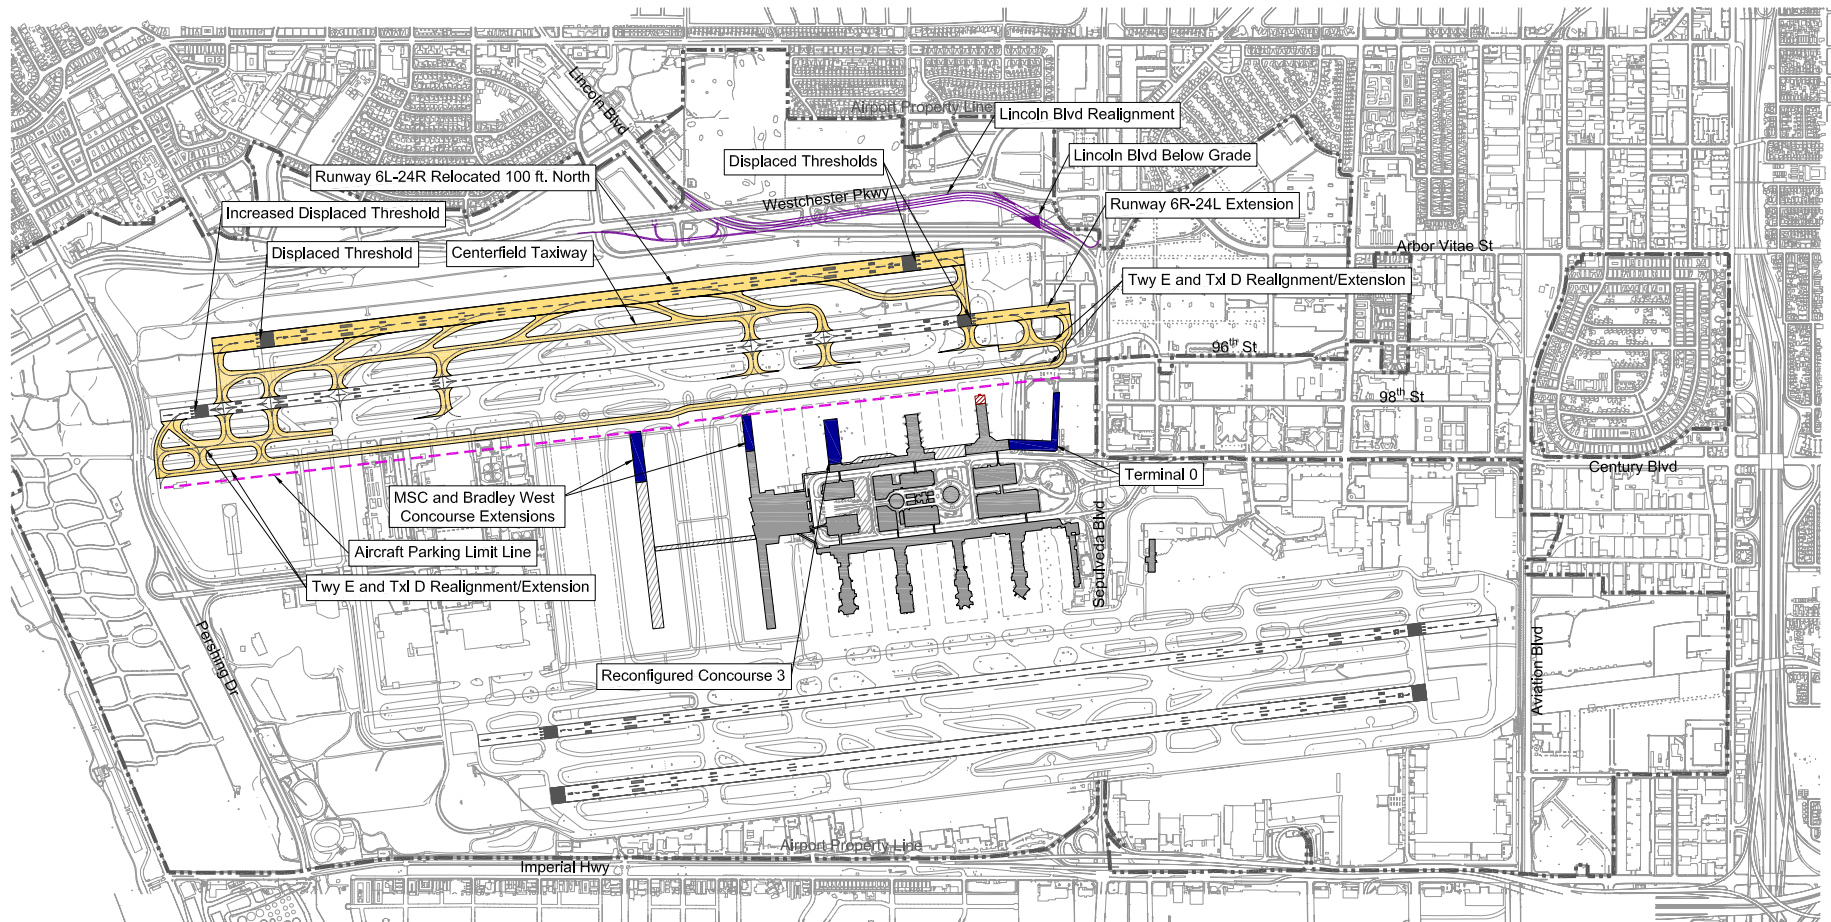 Lincoln Blvd
Airport Property Line
Lincoln Blvd Realignment
Displaced Thresholds
Lincoln Blvd Below Grade
Runway 6L-24R Relocated 100 ft. North
Westchester Pkwy
Runway 6R-24L Extension
Increased Displaced Threshold
Displaced Threshold
Centerfield Taxiway
Arbor Vitae St
Twy E and Txl D Realignment/Extension
96th St
98th St
Century Blvd
Terminal 0
MSC and Bradley West
Concourse Extensions
Sepulveda Blvd
Aircraft Parking Limit Line
Twy E and Txl D Realignment/Extension
Pershing Dr
Reconfigured Concourse 3
Aviation Blvd
Airport Property Line
Imperial Hwy